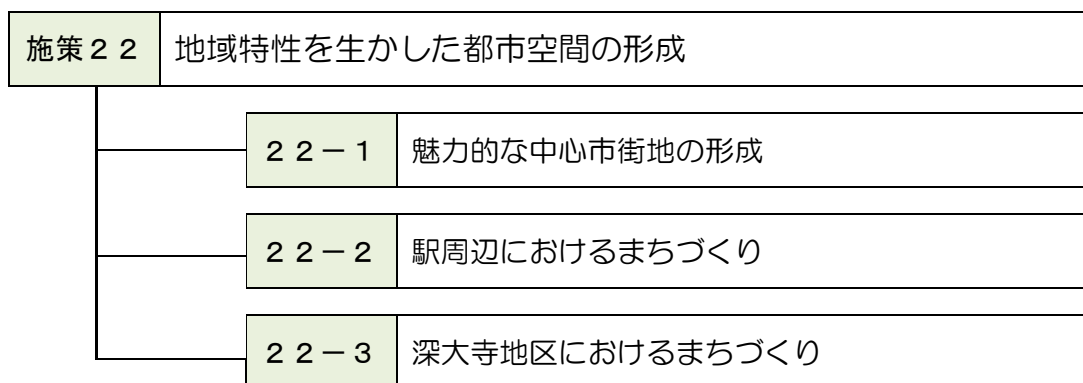 施策２２ 地域特性を生かした都市空間の形成
２２－１ 魅力的な中心市街地の形成
２２－２ 駅周辺におけるまちづくり
２２－３ 深大寺地区におけるまちづくり